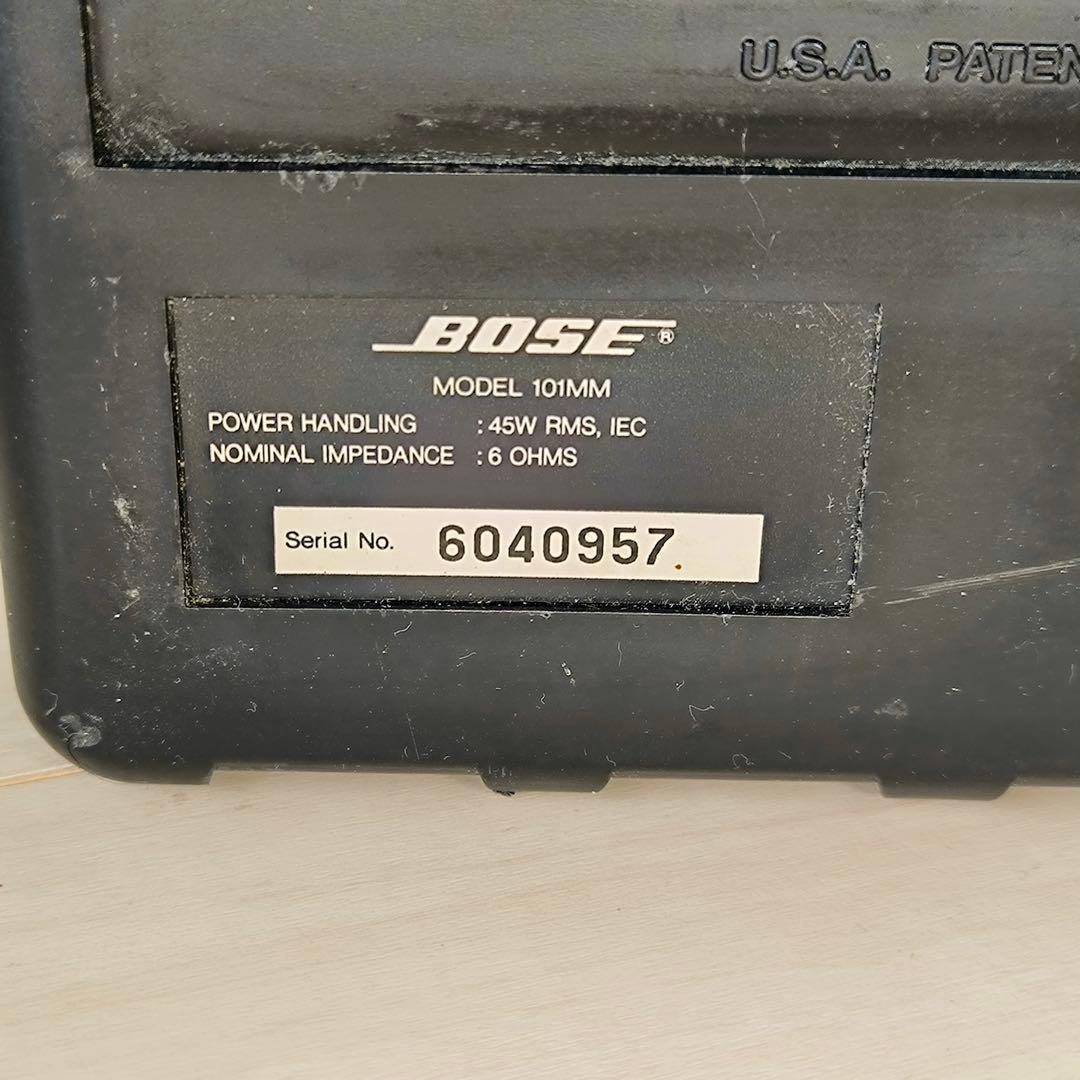 U.S.A. PATEN
BOSE®
MODEL 101MM
POWER HANDLING : 45W RMS, IEC
NOMINAL IMPEDANCE : 6 OHMS
Serial No. 6040957